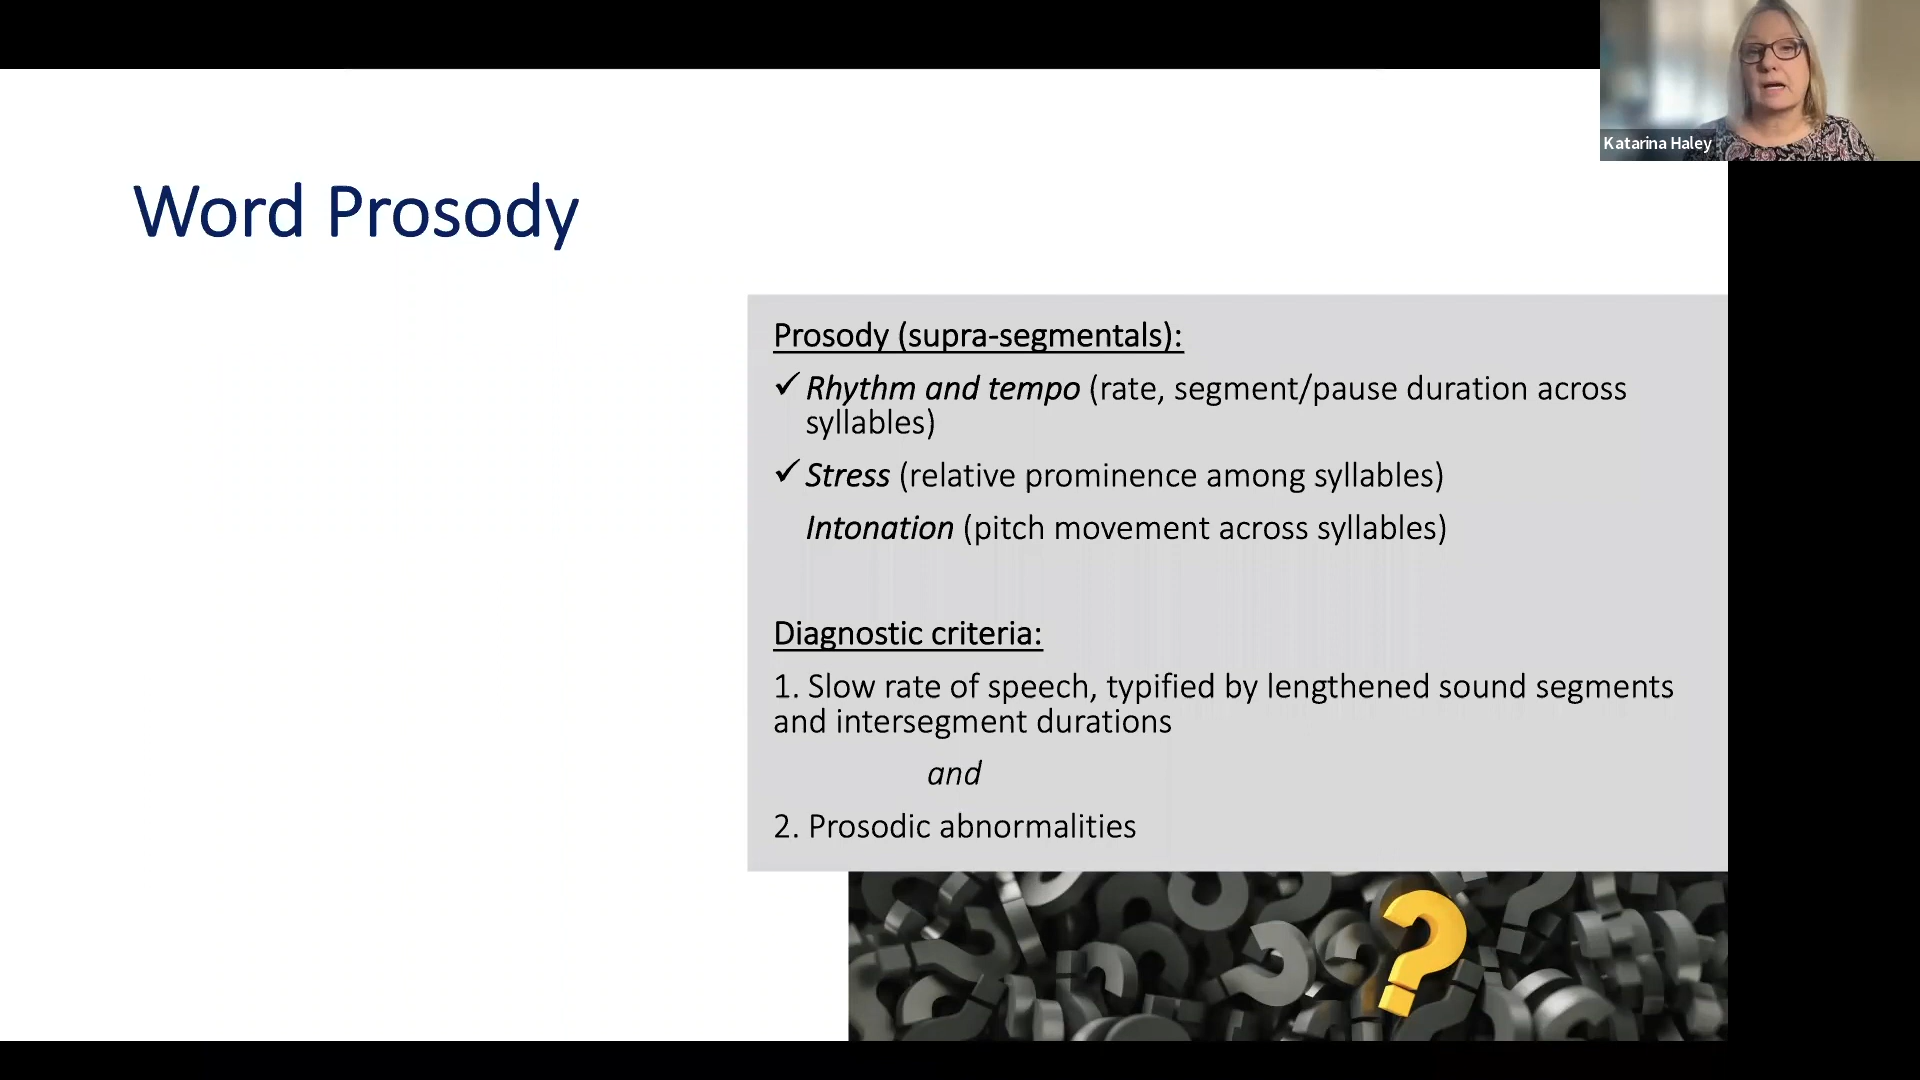 Katarina Haley
Word Prosody
Prosody (supra-segmentals):
✓ Rhythm and tempo (rate, segment/pause duration across
syllables)
✓ Stress (relative prominence among syllables)
Intonation (pitch movement across syllables)
Diagnostic criteria:
1. Slow rate of speech, typified by lengthened sound segments
and intersegment durations
and
2. Prosodic abnormalities